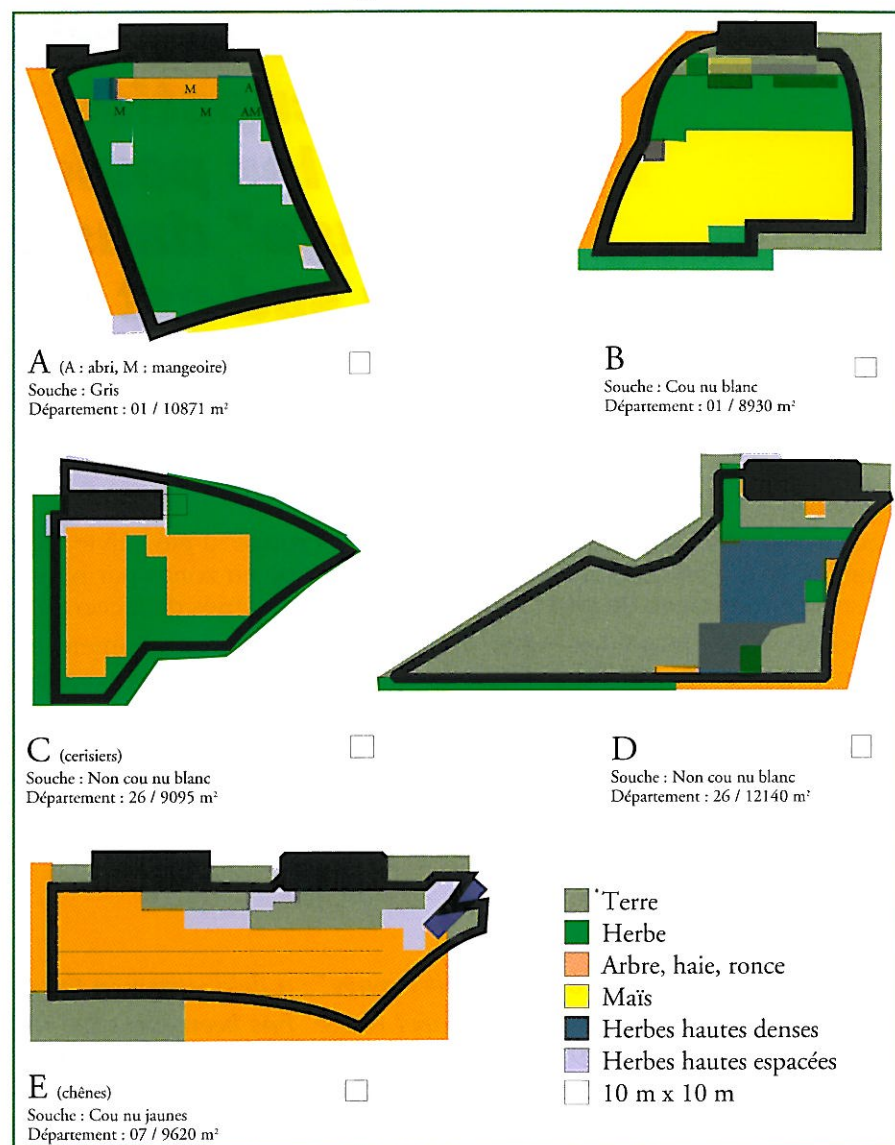 M
A
M
M
AM
A (A : abri, M : mangeoire)
Souche : Gris
Département : 01 / 10871 m²
B
Souche : Cou nu blanc
Département : 01 / 8930 m²
C (cerisiers)
Souche : Non cou nu blanc
Département : 26 / 9095 m²
D
Souche : Non cou nu blanc
Département : 26 / 12140 m²
E (chênes)
Souche : Cou nu jaunes
Département : 07 / 9620 m²
Terre
Herbe
Arbre, haie, ronce
Maïs
Herbes hautes denses
Herbes hautes espacées
10 m x 10 m